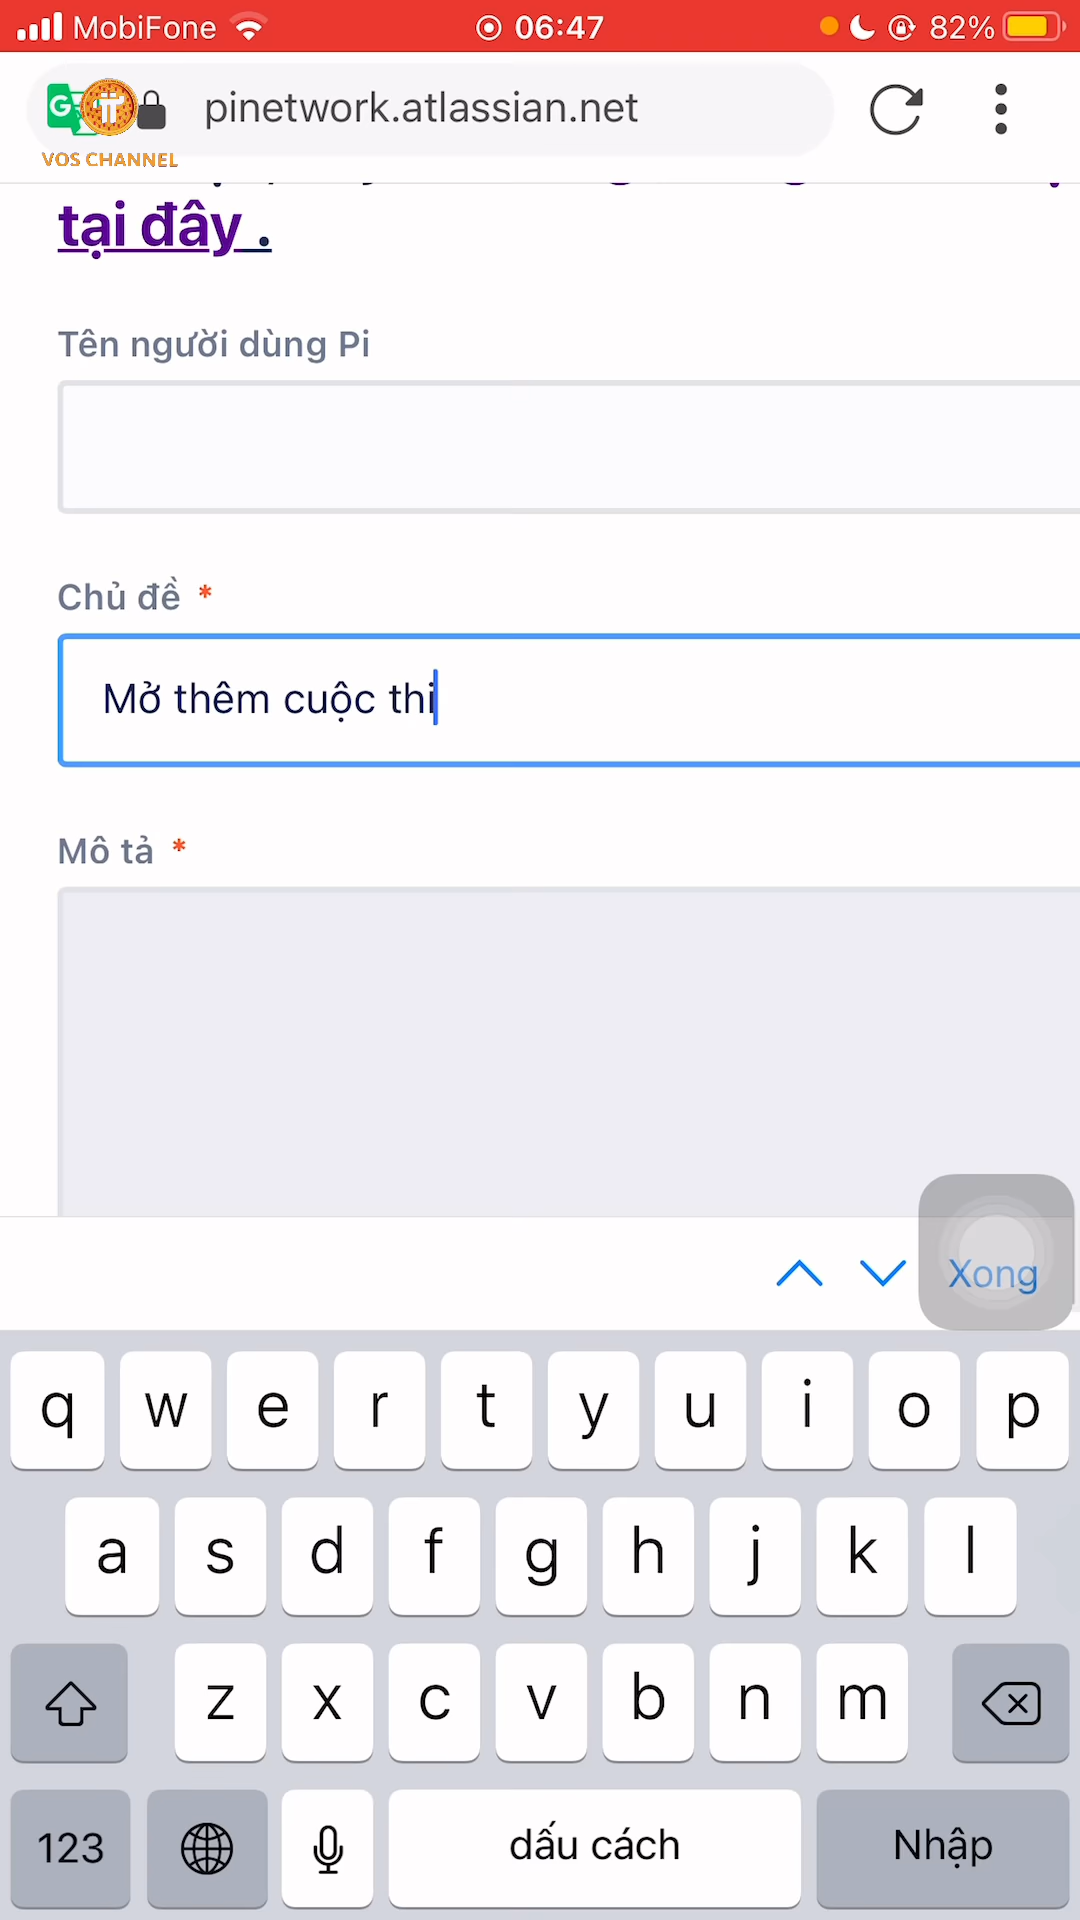 MobiFone 06:47 82%
pinetwork.atlassian.net
VOS CHANNEL
tại đây .
Tên người dùng Pi
Chủ đề *
Mở thêm cuộc thi
Mô tả *
Xong
q w e r t y u i o p
a s d f g h j k l
z x c v b n m
123 dấu cách Nhập